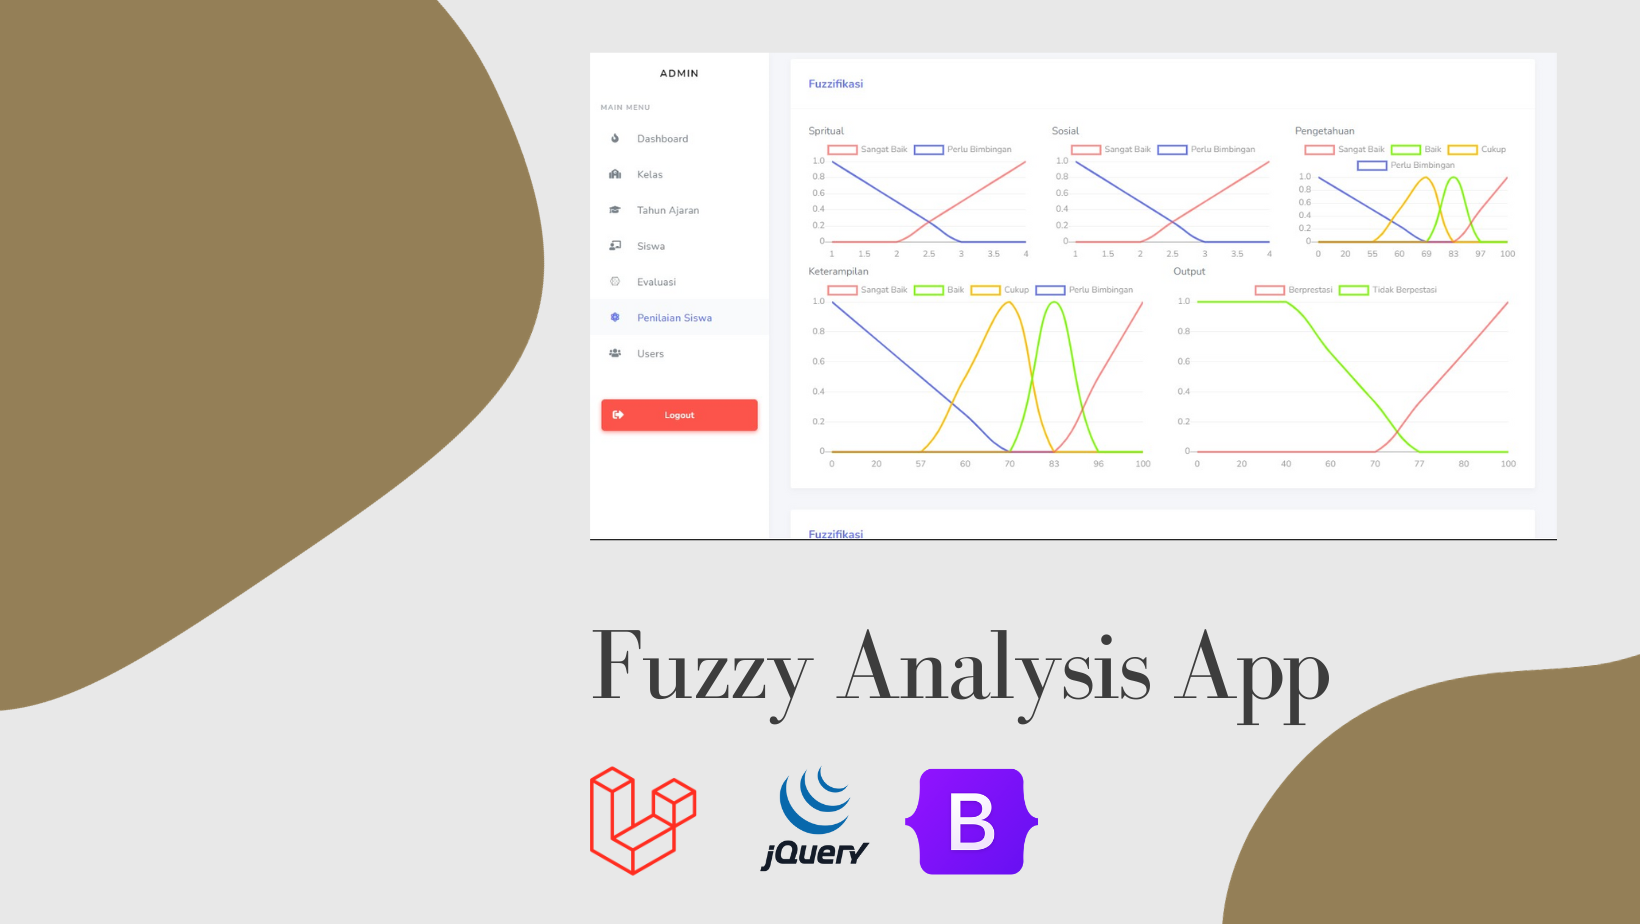 ADMIN
MAIN MENU
Dashboard
Kelas
Tahun Ajaran
Siswa
Evaluasi
Penilaian Siswa
Users
Logout
Fuzzifikasi
Spritual
Sangat Baik Perlu Bimbingan
1.0
0.8
0.6
0.4
0.2
0
1 1.5 2 2.5 3 3.5 4
Sosial
Sangat Baik Perlu Bimbingan
1.0
0.8
0.6
0.4
0.2
0
1 1.5 2 2.5 3 3.5 4
Pengetahuan
Sangat Baik Baik Cukup
Perlu Bimbingan
1.0
0.8
0.6
0.4
0.2
0
0 20 55 60 69 83 97 100
Keterampilan
Sangat Baik Baik Cukup Perlu Bimbingan
1.0
0.8
0.6
0.4
0.2
0
0 20 57 60 70 83 96 100
Output
Berprestasi Tidak Berpestasi
1.0
0.8
0.6
0.4
0.2
0
0 20 40 60 70 77 80 100
Fuzzifikasi
Fuzzy Analysis App
jQuery
B